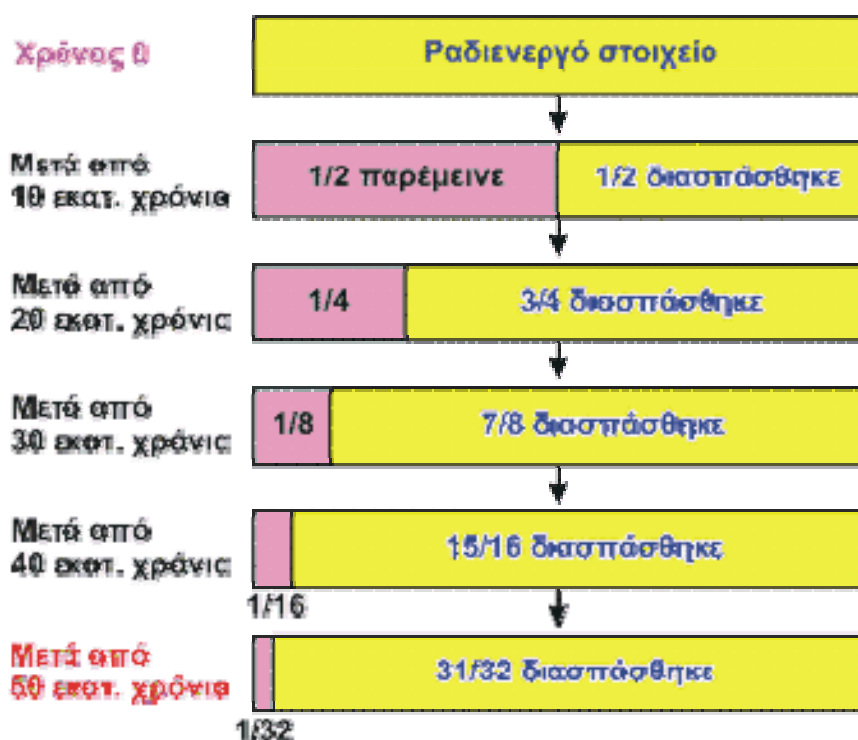 Χρόνος 0
Ραδιενεργό στοιχείο
Μετά από
10 εκατ. χρόνια
1/2 παρέμεινε
1/2 διασπάσθηκε
Μετά από
20 εκατ. χρόνια
1/4
3/4 διασπάσθηκε
Μετά από
30 εκατ. χρόνια
1/8
7/8 διασπάσθηκε
Μετά από
40 εκατ. χρόνια
1/16
15/16 διασπάσθηκε
Μετά από
50 εκατ. χρόνια
1/32
31/32 διασπάσθηκε